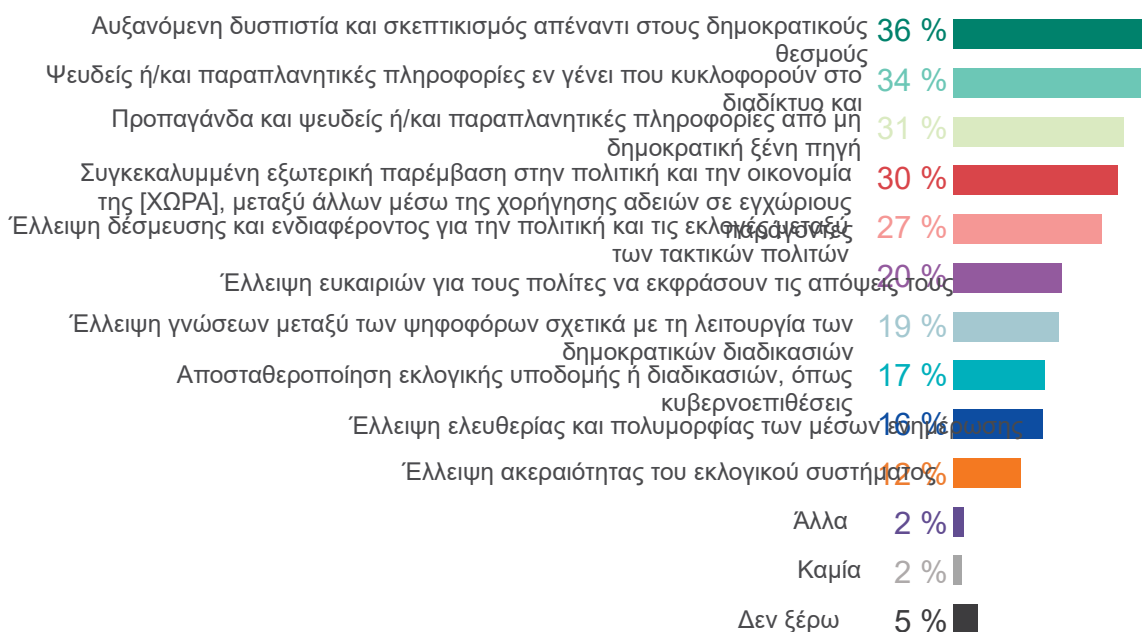 Αυξανόμενη δυσπιστία και σκεπτικισμός απέναντι στους δημοκρατικούς
θεσμούς
36 %
Ψευδείς ή/και παραπλανητικές πληροφορίες εν γένει που κυκλοφορούν στο
διαδίκτυο και
34 %
Προπαγάνδα και ψευδείς ή/και παραπλανητικές πληροφορίες από μη
δημοκρατική ξένη πηγή
31 %
Συγκεκαλυμμένη εξωτερική παρέμβαση στην πολιτική και την οικονομία
της [ΧΩΡΑ], μεταξύ άλλων μέσω της χορήγησης αδειών σε εγχώριους
παράγοντες
30 %
Έλλειψη δέσμευσης και ενδιαφέροντος για την πολιτική και τις εκλογές μεταξύ
των τακτικών πολιτών
27 %
Έλλειψη ευκαιριών για τους πολίτες να εκφράσουν τις απόψεις τους
20 %
Έλλειψη γνώσεων μεταξύ των ψηφοφόρων σχετικά με τη λειτουργία των
δημοκρατικών διαδικασιών
19 %
Αποσταθεροποίηση εκλογικής υποδομής ή διαδικασιών, όπως
κυβερνοεπιθέσεις
17 %
Έλλειψη ελευθερίας και πολυμορφίας των μέσων ενημέρωσης
16 %
Έλλειψη ακεραιότητας του εκλογικού συστήματος
12 %
Άλλα
2 %
Καμία
2 %
Δεν ξέρω
5 %